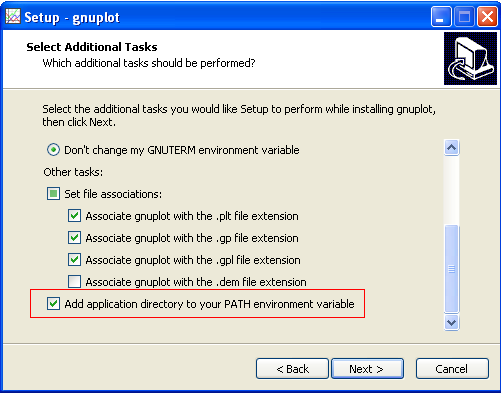 Setup - gnuplot
Select Additional Tasks
Which additional tasks should be performed?
Select the additional tasks you would like Setup to perform while installing gnuplot,
then click Next.
Don't change my GNUTERM environment variable
Other tasks:
Set file associations:
Associate gnuplot with the .plt file extension
Associate gnuplot with the .gp file extension
Associate gnuplot with the .gpl file extension
Associate gnuplot with the .dem file extension
Add application directory to your PATH environment variable
< Back Next > Cancel